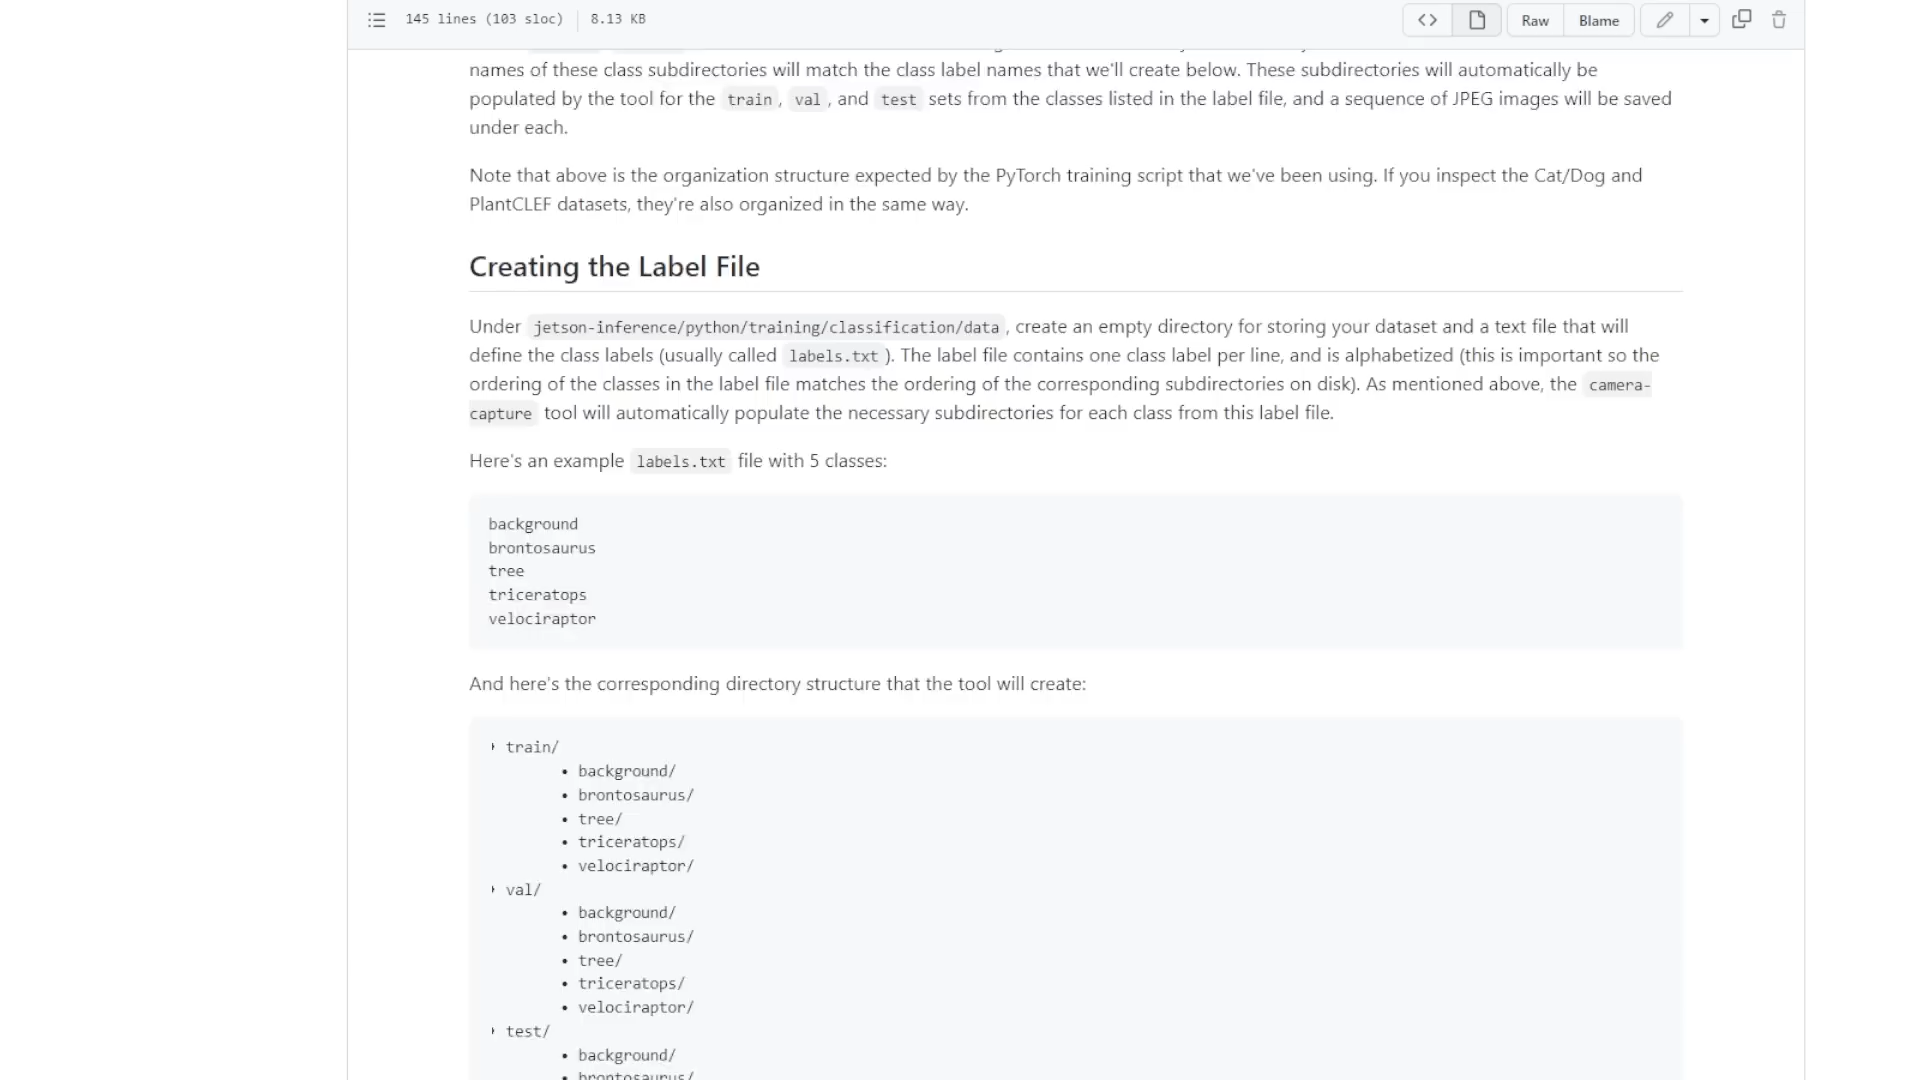 145 lines (103 sloc) 8.13 KB Raw Blame
names of these class subdirectories will match the class label names that we'll create below. These subdirectories will automatically be
populated by the tool for the train, val, and test sets from the classes listed in the label file, and a sequence of JPEG images will be saved
under each.
Note that above is the organization structure expected by the PyTorch training script that we've been using. If you inspect the Cat/Dog and
PlantCLEF datasets, they're also organized in the same way.
Creating the Label File
Under jetson-inference/python/training/classification/data, create an empty directory for storing your dataset and a text file that will
define the class labels (usually called labels.txt). The label file contains one class label per line, and is alphabetized (this is important so the
ordering of the classes in the label file matches the ordering of the corresponding subdirectories on disk). As mentioned above, the camera-
capture tool will automatically populate the necessary subdirectories for each class from this label file.
Here's an example labels.txt file with 5 classes:
background
brontosaurus
tree
triceratops
velociraptor
And here's the corresponding directory structure that the tool will create:
‣ train/
• background/
• brontosaurus/
• tree/
• triceratops/
• velociraptor/
‣ val/
• background/
• brontosaurus/
• tree/
• triceratops/
• velociraptor/
‣ test/
• background/
• brontosaurus/